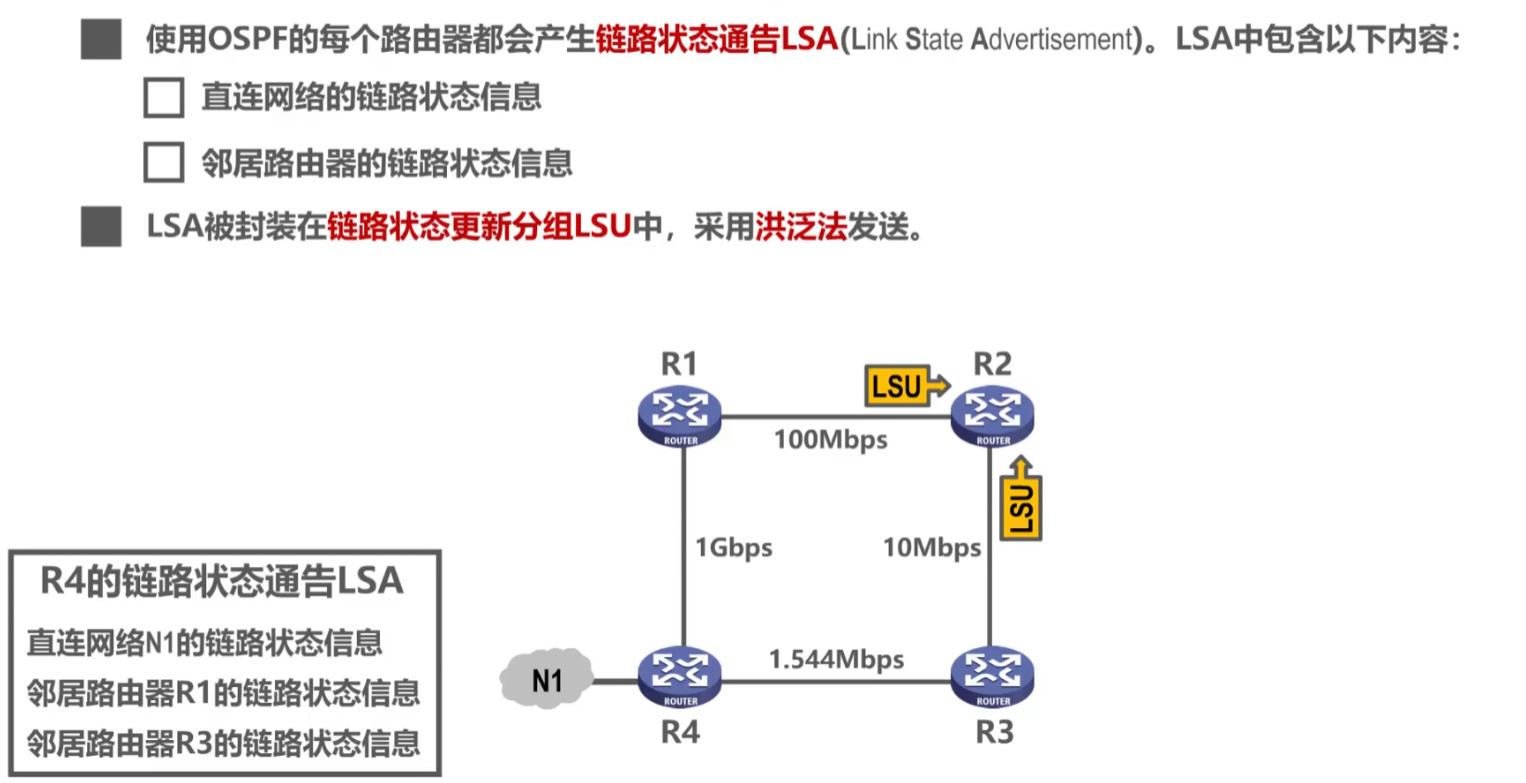 使用OSPF的每个路由器都会产生链路状态通告LSA(Link State Advertisement)。LSA中包含以下内容：
直连网络的链路状态信息
邻居路由器的链路状态信息
LSA被封装在链路状态更新分组LSU中，采用洪泛法发送。
R1
LSU
R2
ROUTER
100Mbps
ROUTER
LSU
1Gbps
10Mbps
R4的链路状态通告LSA
直连网络N1的链路状态信息
邻居路由器R1的链路状态信息
邻居路由器R3的链路状态信息
N1
1.544Mbps
ROUTER
ROUTER
R4
R3